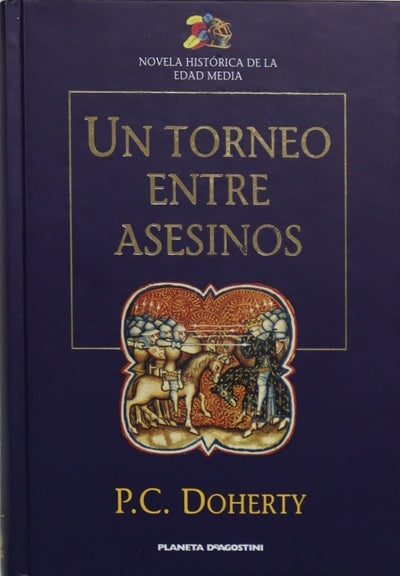 NOVELA HISTÓRICA DE LA
EDAD MEDIA
UN TORNEO
ENTRE
ASESINOS
P.C. DOHERTY
PLANETA DEAGOSTINI